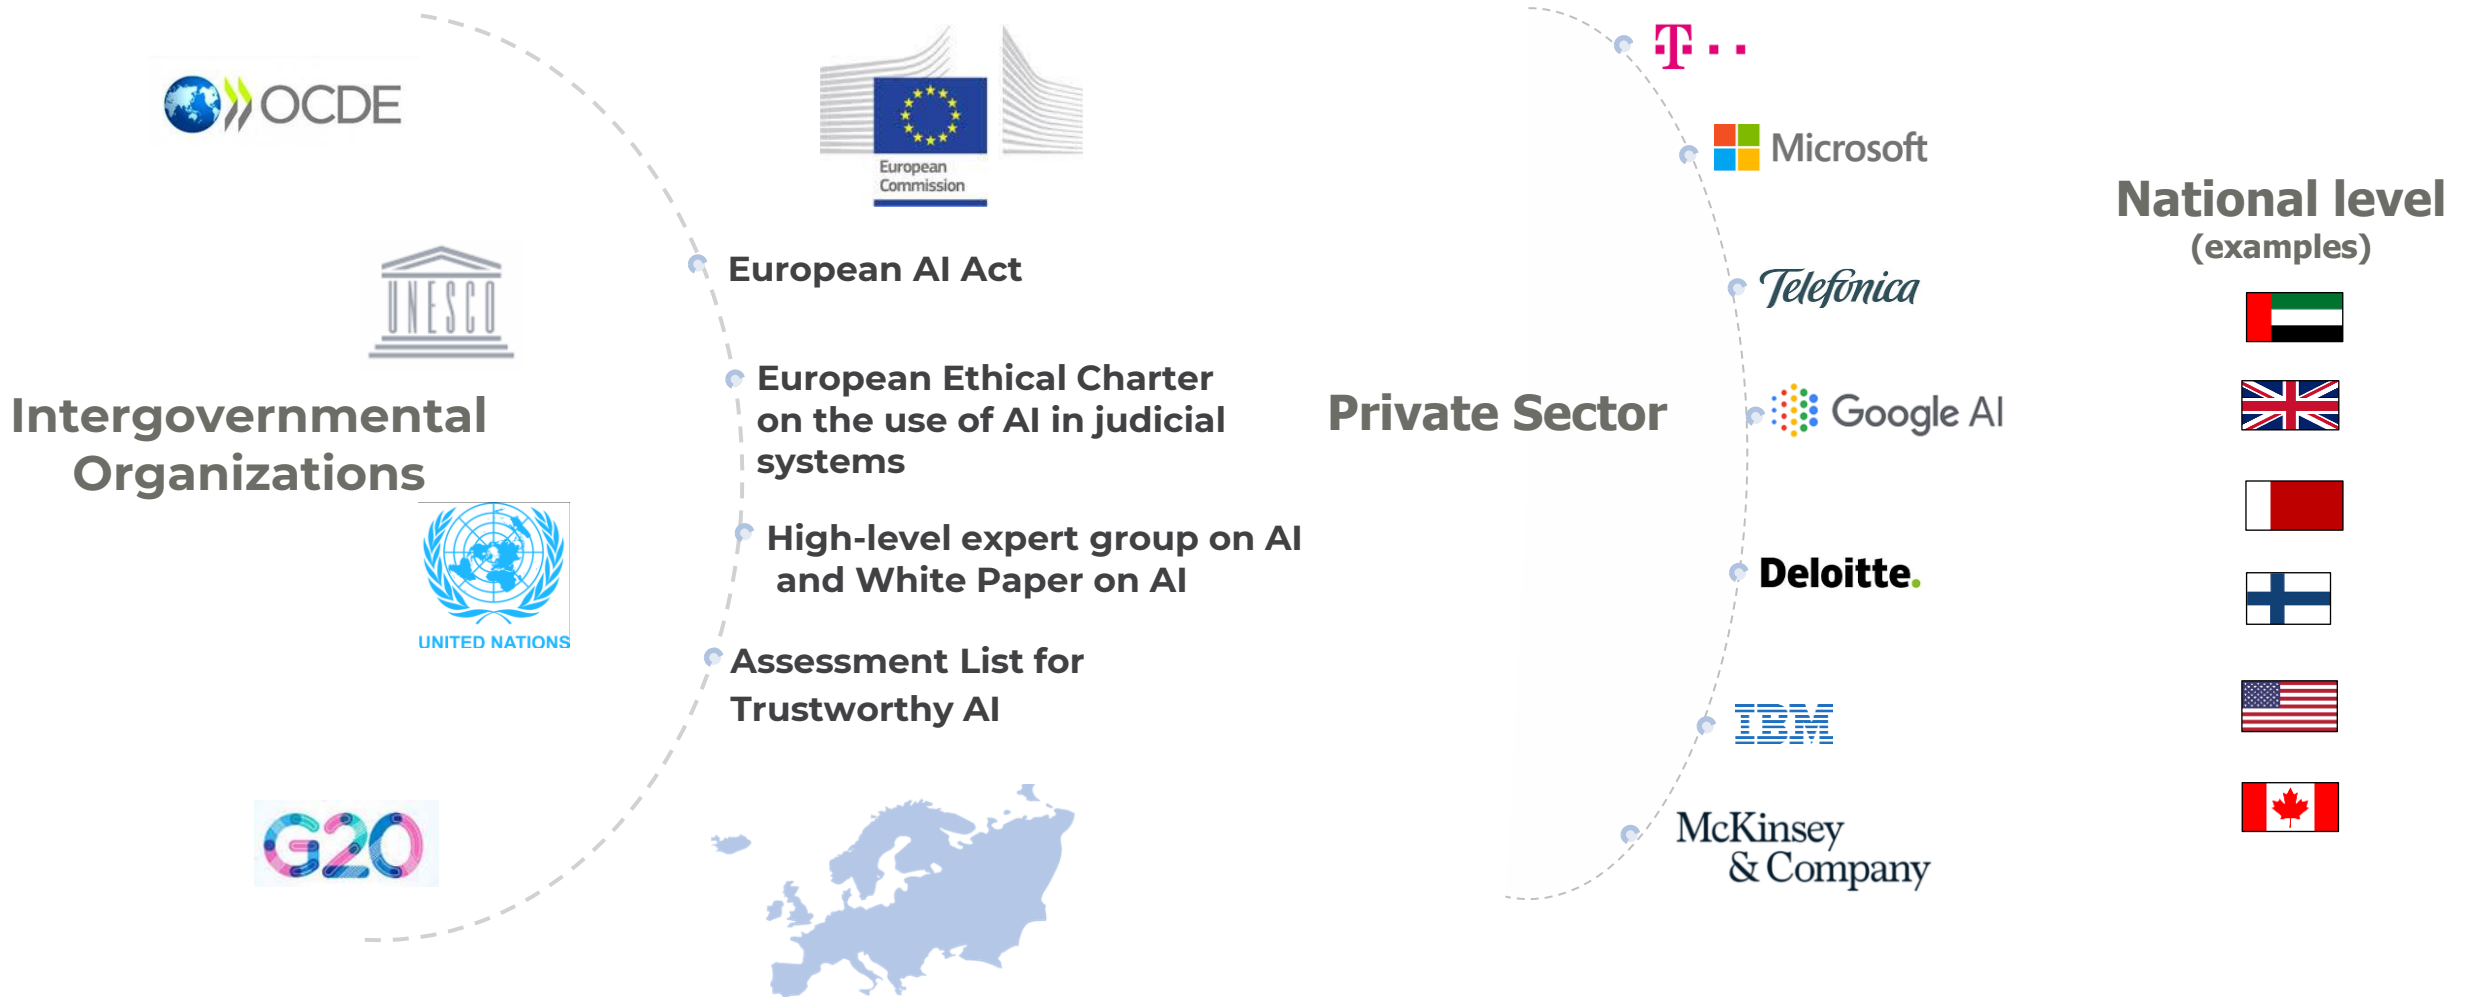 OCDE
UNESCO
Intergovernmental
Organizations
UNITED NATIONS
G20
European
Commission
European AI Act
European Ethical Charter
on the use of AI in judicial
systems
High-level expert group on AI
and White Paper on AI
Assessment List for
Trustworthy AI
Private Sector
T
Microsoft
Telefónica
Google AI
Deloitte.
IBM
McKinsey
& Company
National level
(examples)